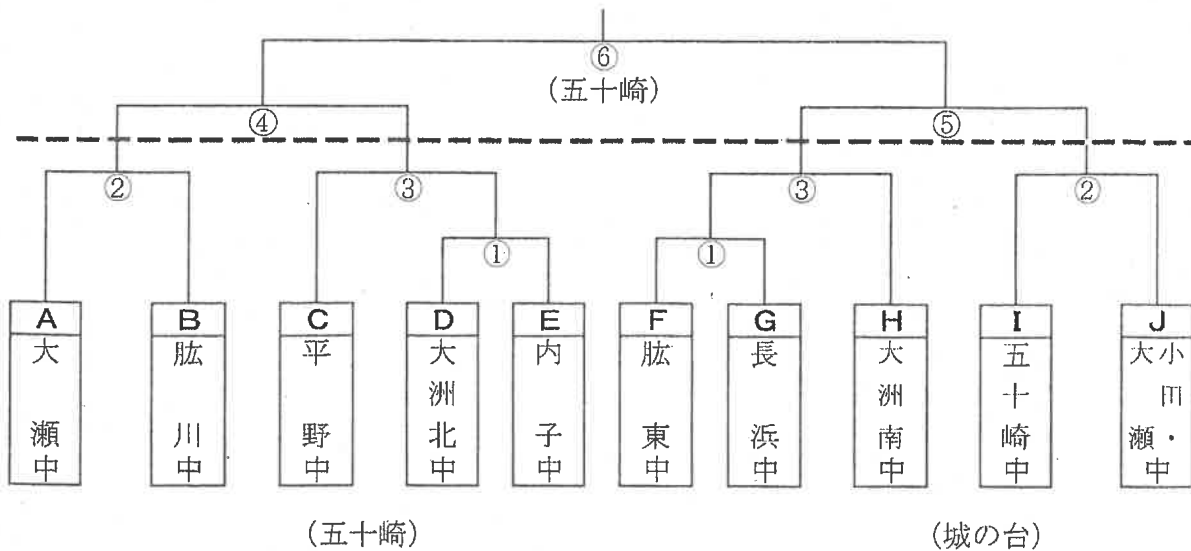 ⑥
(五十崎)
④
⑤
②
③
③
②
①
①
A
大瀬中
B
肱川中
C
平野中
D
大洲北中
E
内子中
F
肱東中
G
長浜中
H
大洲南中
I
五十崎中
J
小田・
大瀬中
(五十崎)
(城の台)